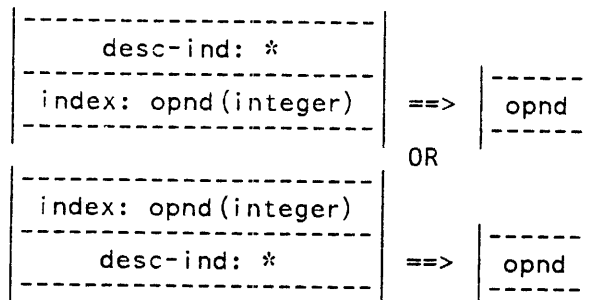 desc-ind: *
index: opnd(integer) ==> opnd
OR
index: opnd(integer)
desc-ind: * ==> opnd